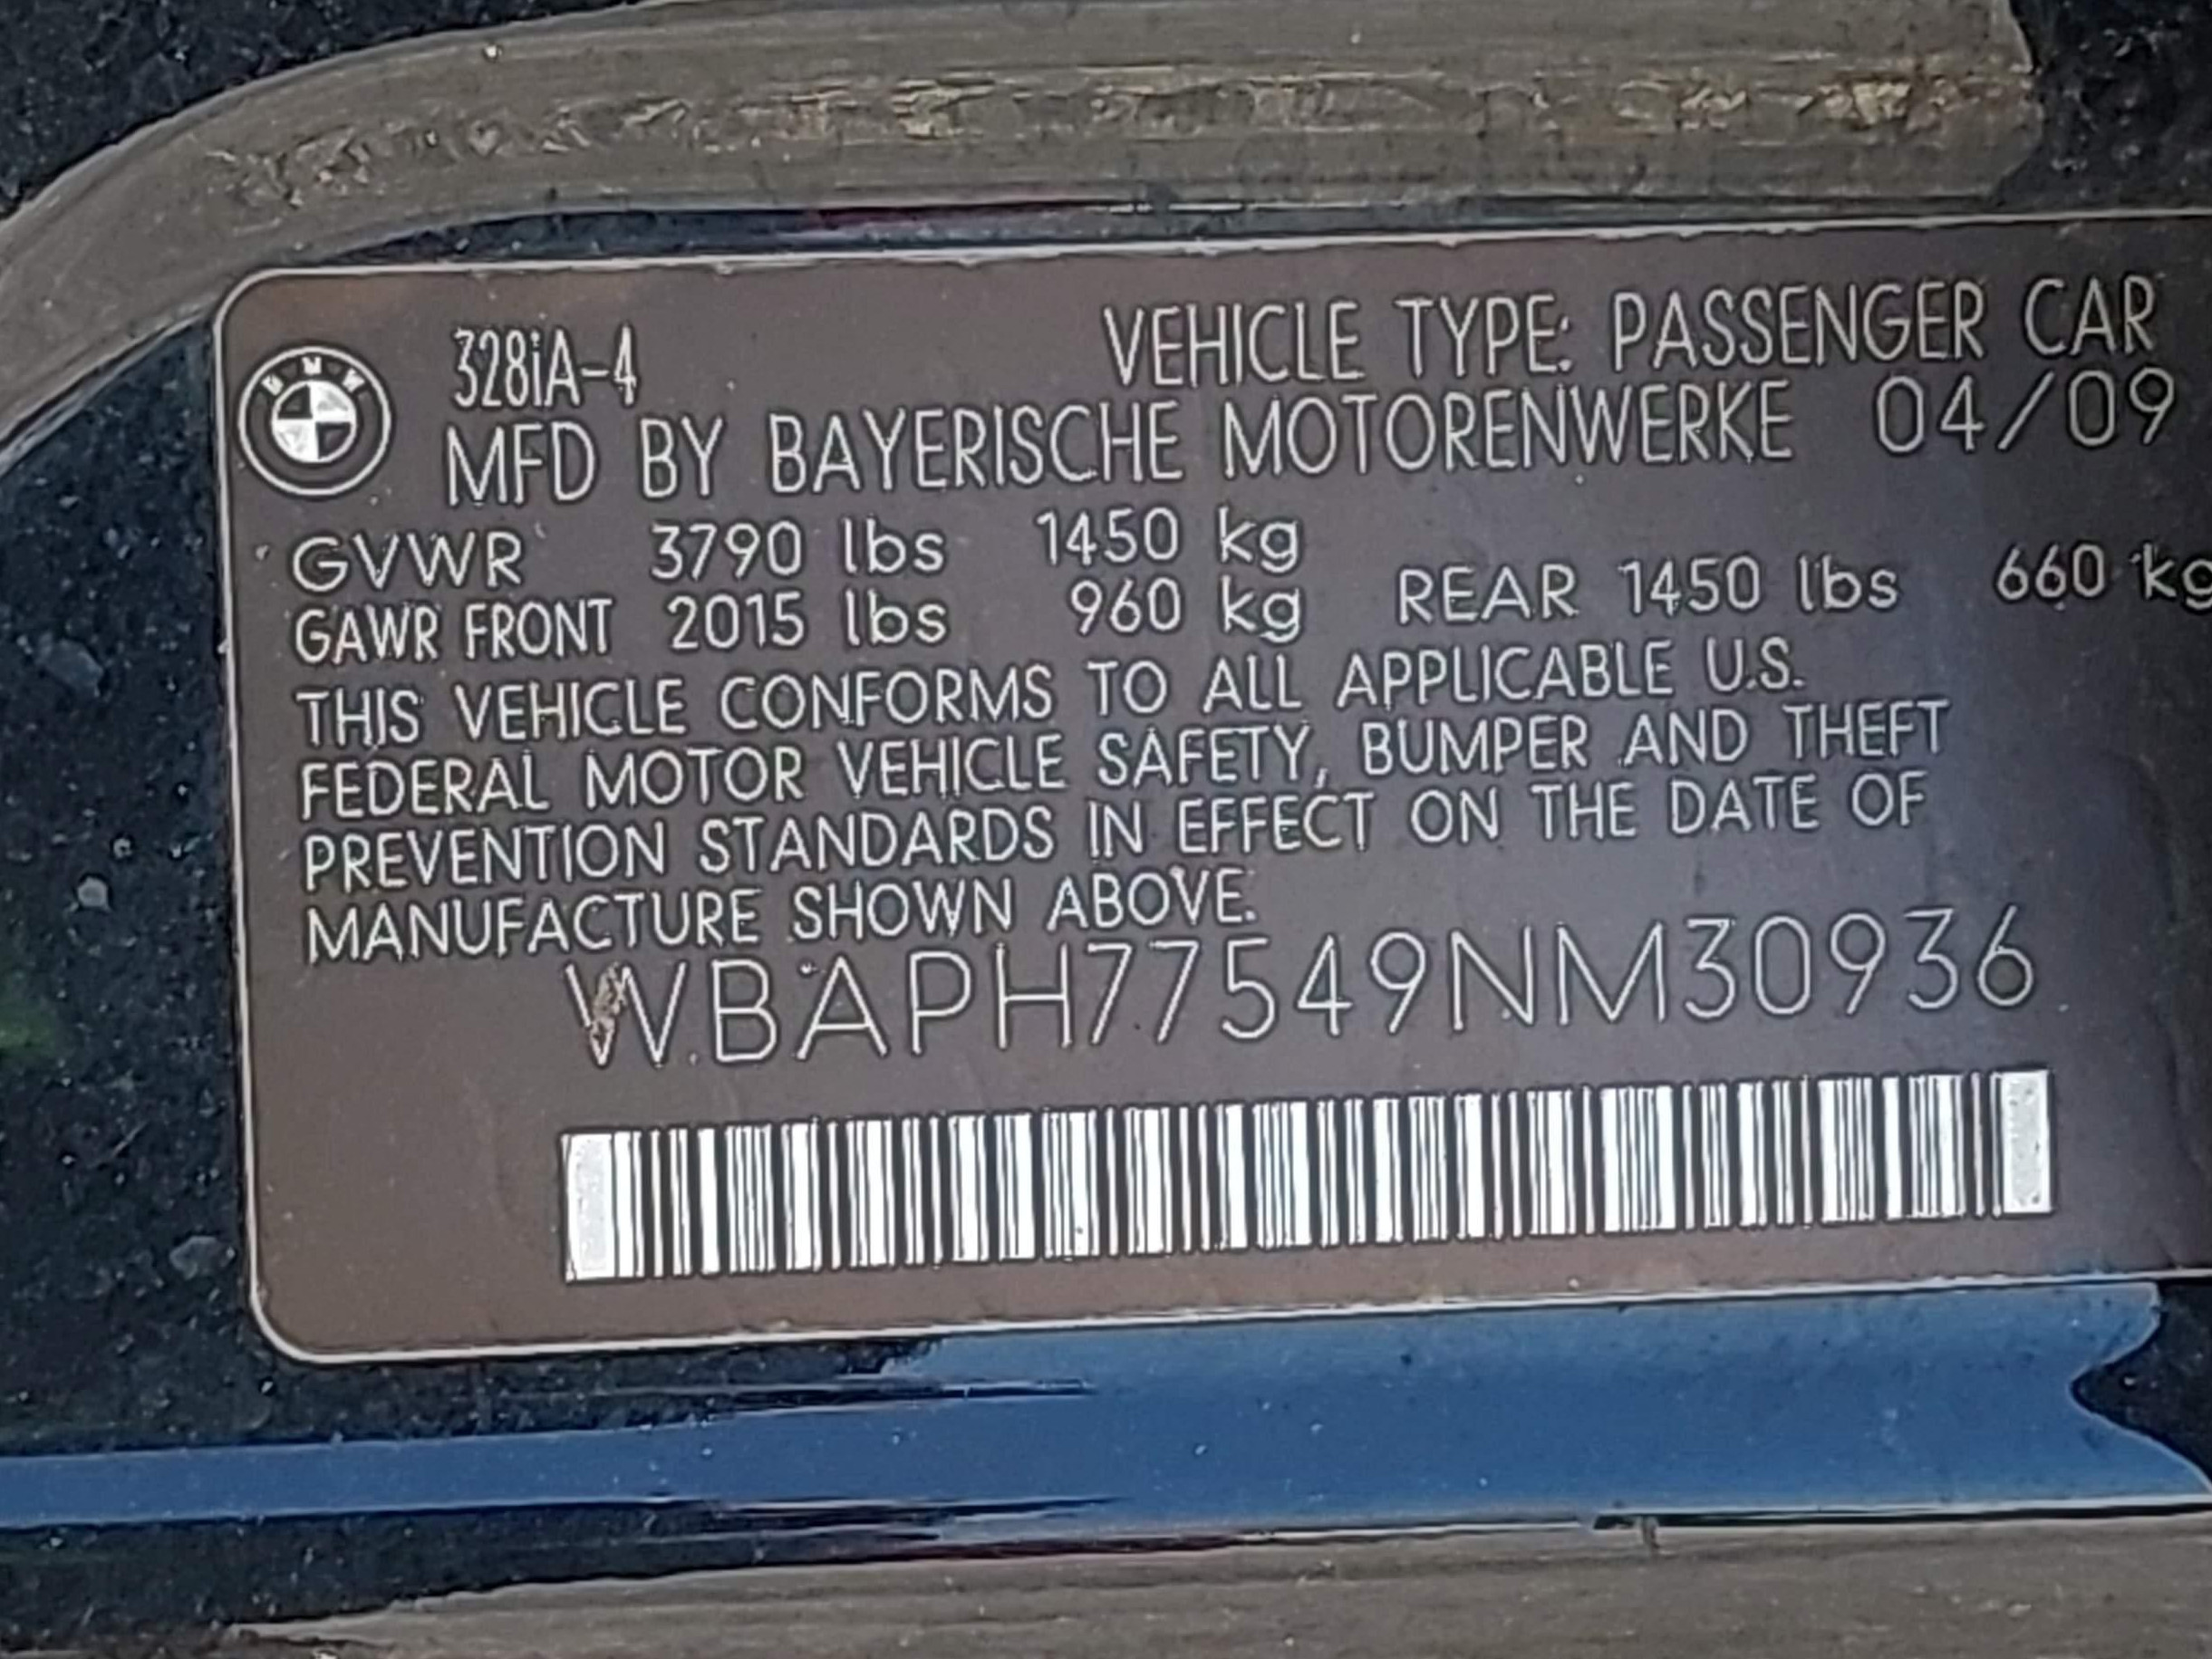 BMW
328iA-4 VEHICLE TYPE: PASSENGER CAR
MFD BY BAYERISCHE MOTORENWERKE 04/09
GVWR 3790 lbs 1450 kg
GAWR FRONT 2015 lbs 960 kg REAR 1450 lbs 660 kg
THIS VEHICLE CONFORMS TO ALL APPLICABLE U.S.
FEDERAL MOTOR VEHICLE SAFETY, BUMPER AND THEFT
PREVENTION STANDARDS IN EFFECT ON THE DATE OF
MANUFACTURE SHOWN ABOVE.
WBAPH77549NM30936